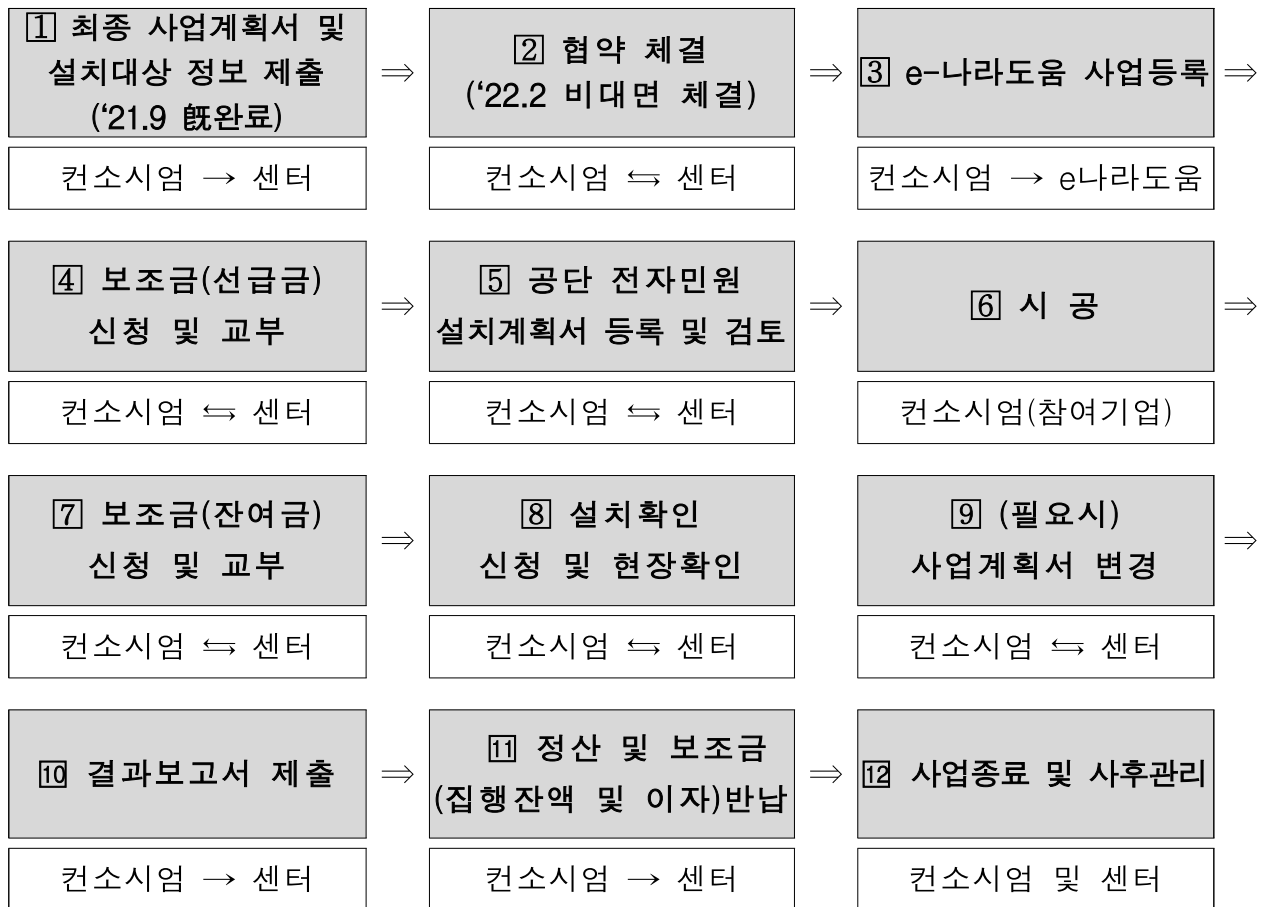 1 최종 사업계획서 및
설치대상 정보 제출
(‘21.9 旣완료)
⇒
2 협약 체결
(‘22.2 비대면 체결)
⇒
3 e-나라도움 사업등록
⇒
컨소시엄 → 센터
컨소시엄 ⇆ 센터
컨소시엄 → e나라도움
4 보조금(선급금)
신청 및 교부
⇒
5 공단 전자민원
설치계획서 등록 및 검토
⇒
6 시 공
⇒
컨소시엄 ⇆ 센터
컨소시엄 ⇆ 센터
컨소시엄(참여기업)
7 보조금(잔여금)
신청 및 교부
⇒
8 설치확인
신청 및 현장확인
⇒
9 (필요시)
사업계획서 변경
⇒
컨소시엄 ⇆ 센터
컨소시엄 ⇆ 센터
컨소시엄 ⇆ 센터
10 결과보고서 제출
⇒
11 정산 및 보조금
(집행잔액 및 이자)반납
⇒
12 사업종료 및 사후관리
컨소시엄 → 센터
컨소시엄 → 센터
컨소시엄 및 센터